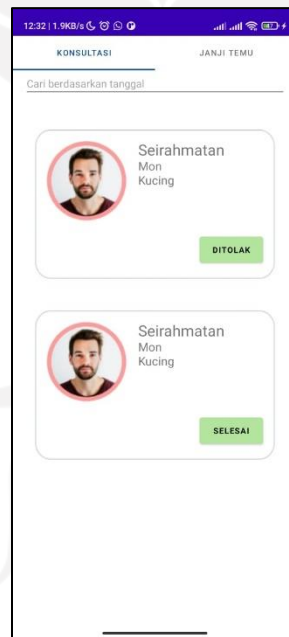 12:32 | 1.9KB/s
KONSULTASI JANJI TEMU
Cari berdasarkan tanggal
Seirahmatan
Mon
Kucing
DITOLAK
Seirahmatan
Mon
Kucing
SELESAI